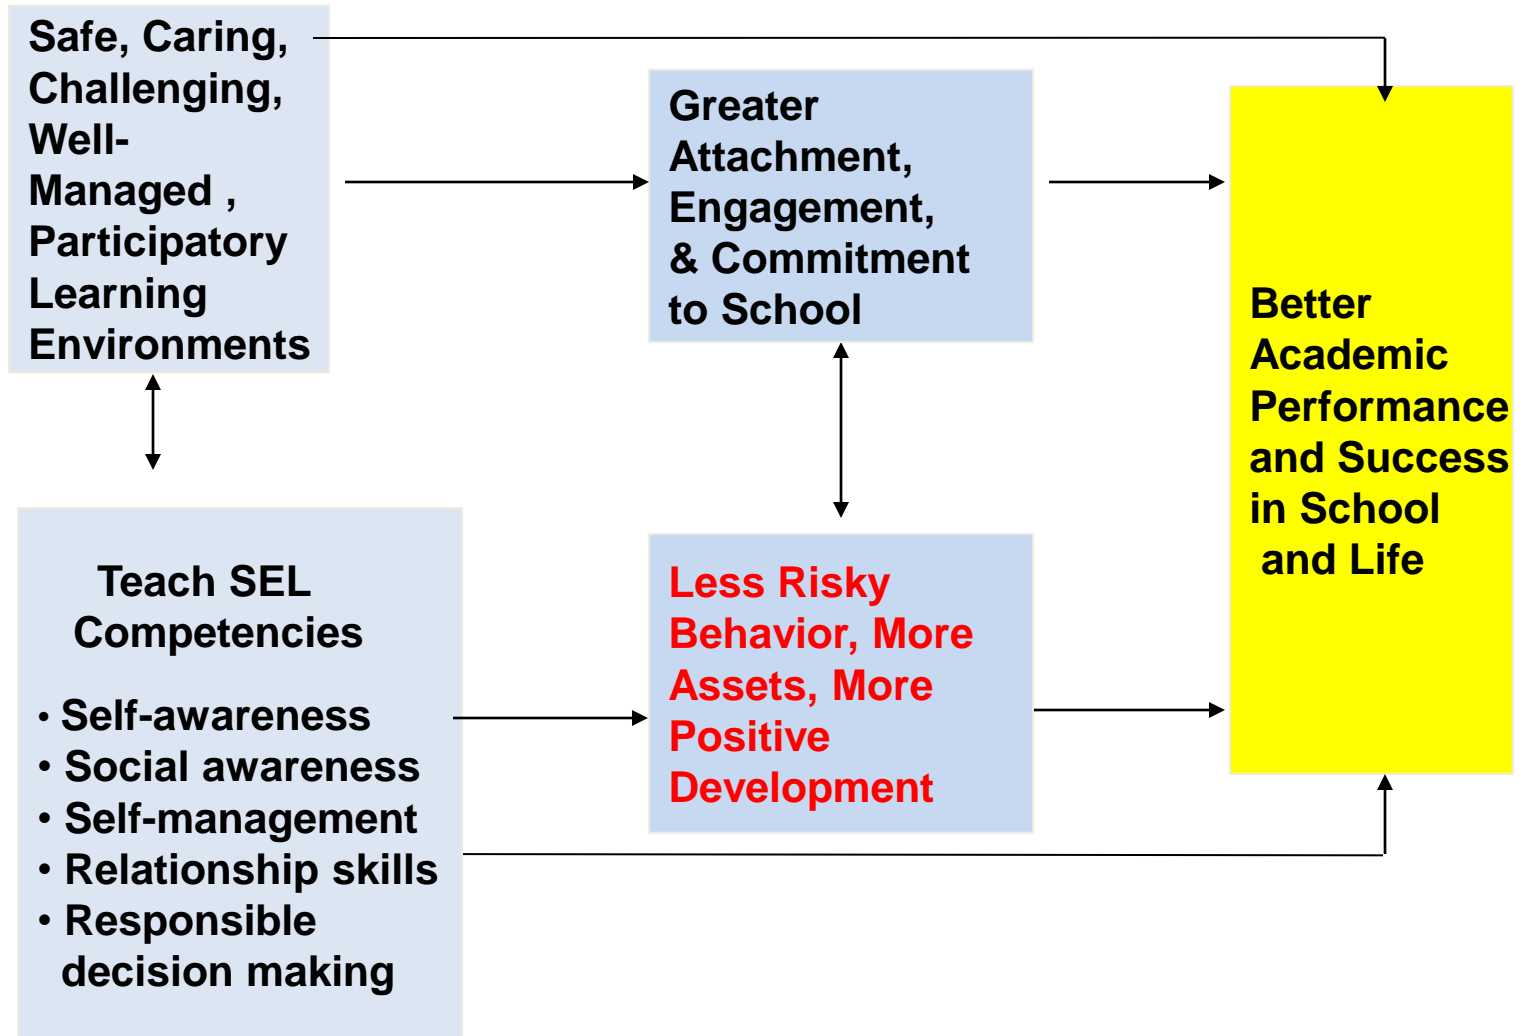 Safe, Caring,
Challenging,
Well-
Managed ,
Participatory
Learning
Environments
Greater
Attachment,
Engagement,
& Commitment
to School
Better
Academic
Performance
and Success
in School
and Life
Teach SEL
Competencies
• Self-awareness
• Social awareness
• Self-management
• Relationship skills
• Responsible
decision making
Less Risky
Behavior, More
Assets, More
Positive
Development